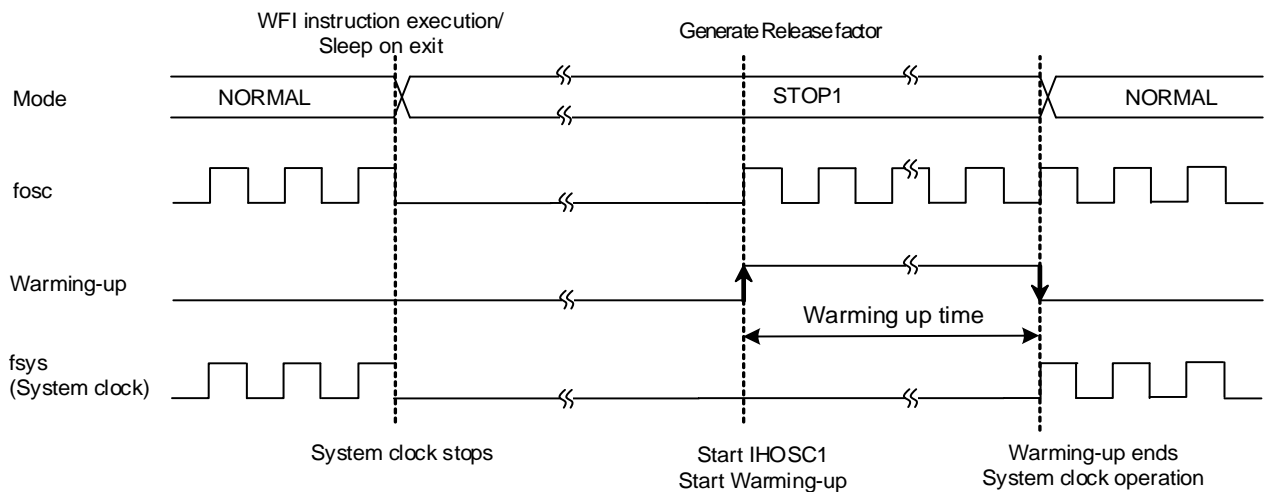 WFI instruction execution/
Sleep on exit
Generate Release factor
Mode
NORMAL
STOP1
NORMAL
fosc
Warming-up
Warming up time
fsys
(System clock)
System clock stops
Start IHOSC1
Start Warming-up
Warming-up ends
System clock operation